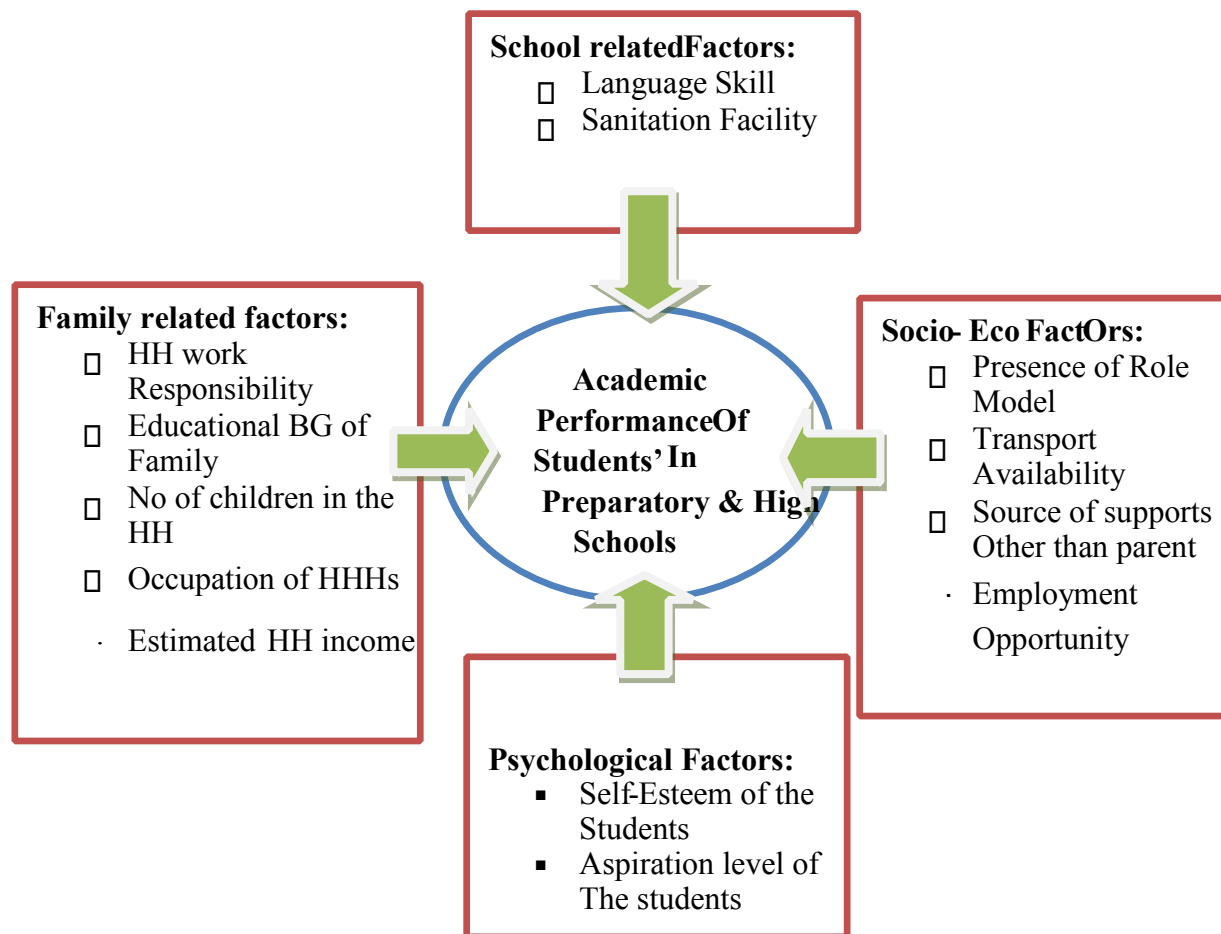 School relatedFactors:
Language Skill
Sanitation Facility
Family related factors:
HH work
Responsibility
Educational BG of
Family
No of children in the
HH
Occupation of HHHs
· Estimated HH income
Academic
PerformanceOf
Students’ In
Preparatory & High
Schools
Socio- Eco FactOrs:
Presence of Role
Model
Transport
Availability
Source of supports
Other than parent
· Employment
Opportunity
Psychological Factors:
▪ Self-Esteem of the
Students
▪ Aspiration level of
The students